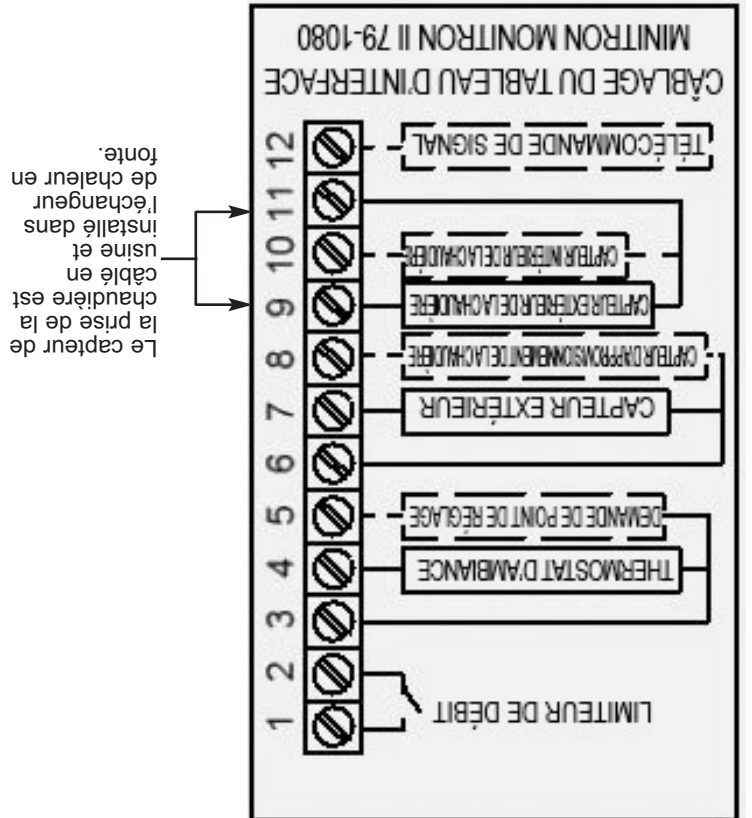 LIMITEUR DE DÉBIT
1
2
3
THERMOSTAT D'AMBIANCE
4
DEMANDE DE POINT DE RÉGLAGE
5
6
CAPTEUR EXTÉRIEUR
7
CAPTEUR D'APPROVISIONNEMENT DE LA CHAUDIÈRE
8
CAPTEUR EXTÉRIEUR DE LA CHAUDIÈRE
9
CAPTEUR INTÉRIEUR DE LA CHAUDIÈRE
10
11
TÉLÉCOMMANDE DE SIGNAL
12
CÂBLAGE DU TABLEAU D'INTERFACE
MINITRON MONITRON II 79-1080
Le capteur de
la prise de la
chaudière est
câblé en
usine et
installé dans
l'échangeur
de chaleur en
fonte.